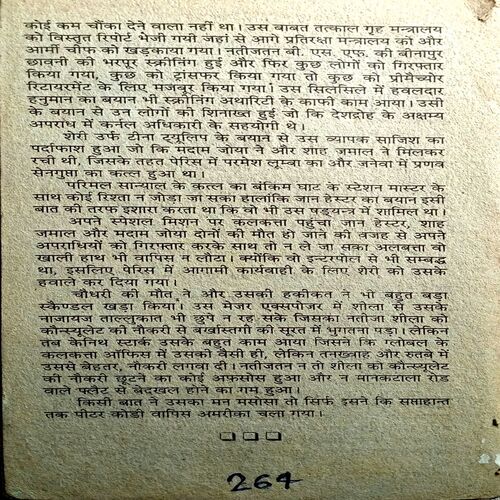 कोई कम चौंका देने वाला नहीं था। उस बाबत तत्काल गृह मन्त्रालय
को विस्तृत रिपोर्ट भेजी गयी जहां से आगे प्रतिरक्षा मन्त्रालय को और
आर्मी चीफ को खड़काया गया। नतीजतन बी. एस. एफ. की बीनापुर
छावनी की भरपूर स्क्रीनिंग हुई और फिर कुछ लोगों को गिरफ्तार
किया गया, कुछ को ट्रांसफर किया गया तो कुछ को प्रीमैच्योर
रिटायरमेंट के लिए मजबूर किया गया। उस सिलसिले में हवलदार
हनुमान का बयान भी स्क्रीनिंग अथारिटी के काफी काम आया। उसी
के बयान से उन लोगों की शिनाख्त हुई जो कि देशद्रोह के अक्षम्य
अपराध में कर्नल अधिकारी के सहयोगी थे।
शेरी उर्फ टीना ट्यूलिप के बयान से उस व्यापक साजिश का
पर्दाफाश हुआ जो कि मदाम जोया ने और शाह जमाल ने मिलकर
रची थी, जिसके तहत पेरिस में परमेश लूम्बा का और जनेवा में प्रणव
सेनगुप्ता का कत्ल हुआ था।
परिमल सान्याल के कत्ल का बंकिम घाट के स्टेशन मास्टर के
साथ कोई रिश्ता न जोड़ा जा सका हालांकि जान हेस्टर का बयान इसी
बात की तरफ इशारा करता था कि वो भी उस षड्यन्त्र में शामिल था।
अपने स्पेशल मिशन पर कलकत्ता पहुंचा जान हेस्टर, शाह
जमाल और मदाम जोया दोनों की मौत हो जाने की वजह से अपने
अपराधियों को गिरफ्तार करके साथ तो न ले जा सका अलबत्ता वो
खाली हाथ भी वापिस न लौटा। क्योंकि वो इन्टरपोल से भी सम्बद्ध
था, इसलिए पेरिस में आगामी कार्यवाही के लिए शेरी को उसके
हवाले कर दिया गया।
चौधरी की मौत ने और उसकी हकीकत ने भी बहुत बड़ा
स्कैण्डल खड़ा किया। उस मेजर एक्सपोजर में शीला से उसके
नाजायज ताल्लुकात भी छुपे न रह सके जिसका नतीजा शीला को
कौन्स्युलेट की नौकरी से बर्खास्तगी की सूरत में भुगतना पड़ा। लेकिन
तब केनिथ स्टार्क उसके बहुत काम आया जिसने कि ग्लोबल के
कलकत्ता ऑफिस में उसको वैसी ही, लेकिन तनख्वाह और रुतबे में
उससे बेहतर, नौकरी लगवा दी। नतीजतन न तो शीला को कौन्स्युलेट
की नौकरी छूटने का कोई अफसोस हुआ और न मानकटाला रोड
वाले फ्लैट से बेदखल होने का गम हुआ।
किसी बात ने उसका मन मसोसा तो सिर्फ इसने कि सप्ताहान्त
तक पीटर कोडी वापिस अमरीका चला गया।
264